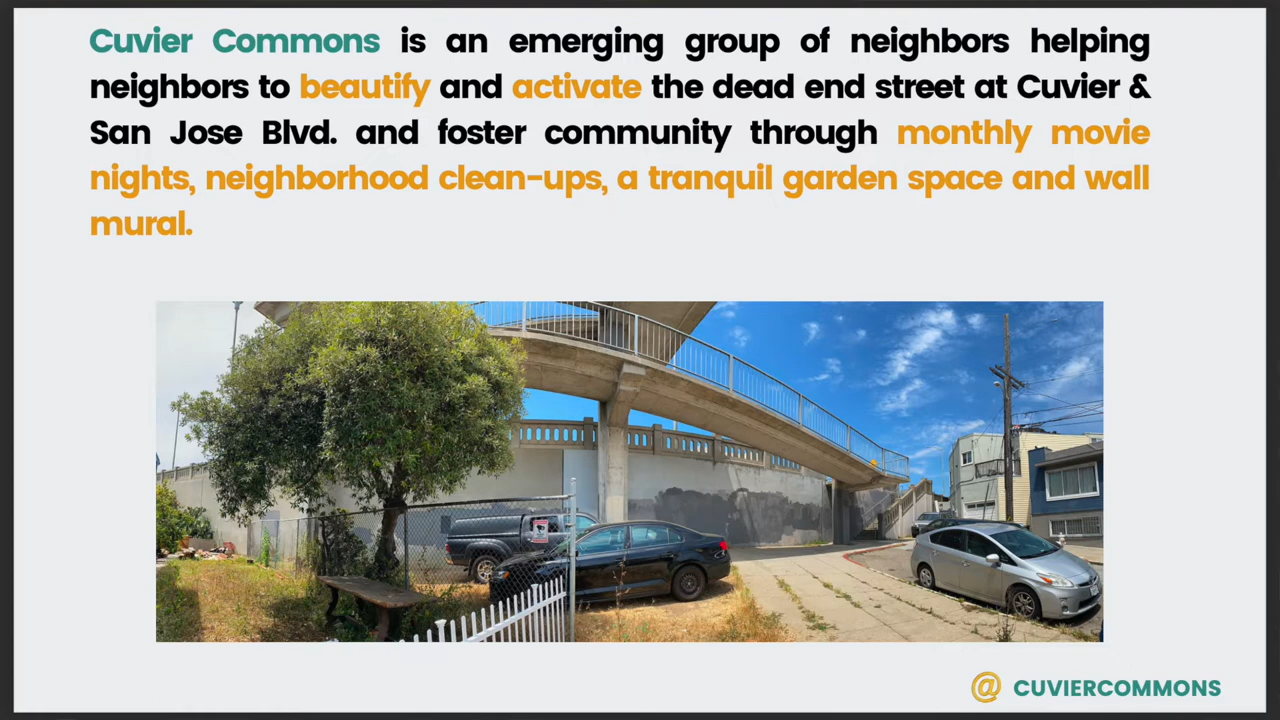 Cuvier Commons is an emerging group of neighbors helping
neighbors to beautify and activate the dead end street at Cuvier &
San Jose Blvd. and foster community through monthly movie
nights, neighborhood clean-ups, a tranquil garden space and wall
mural.
@ CUVIERCOMMONS